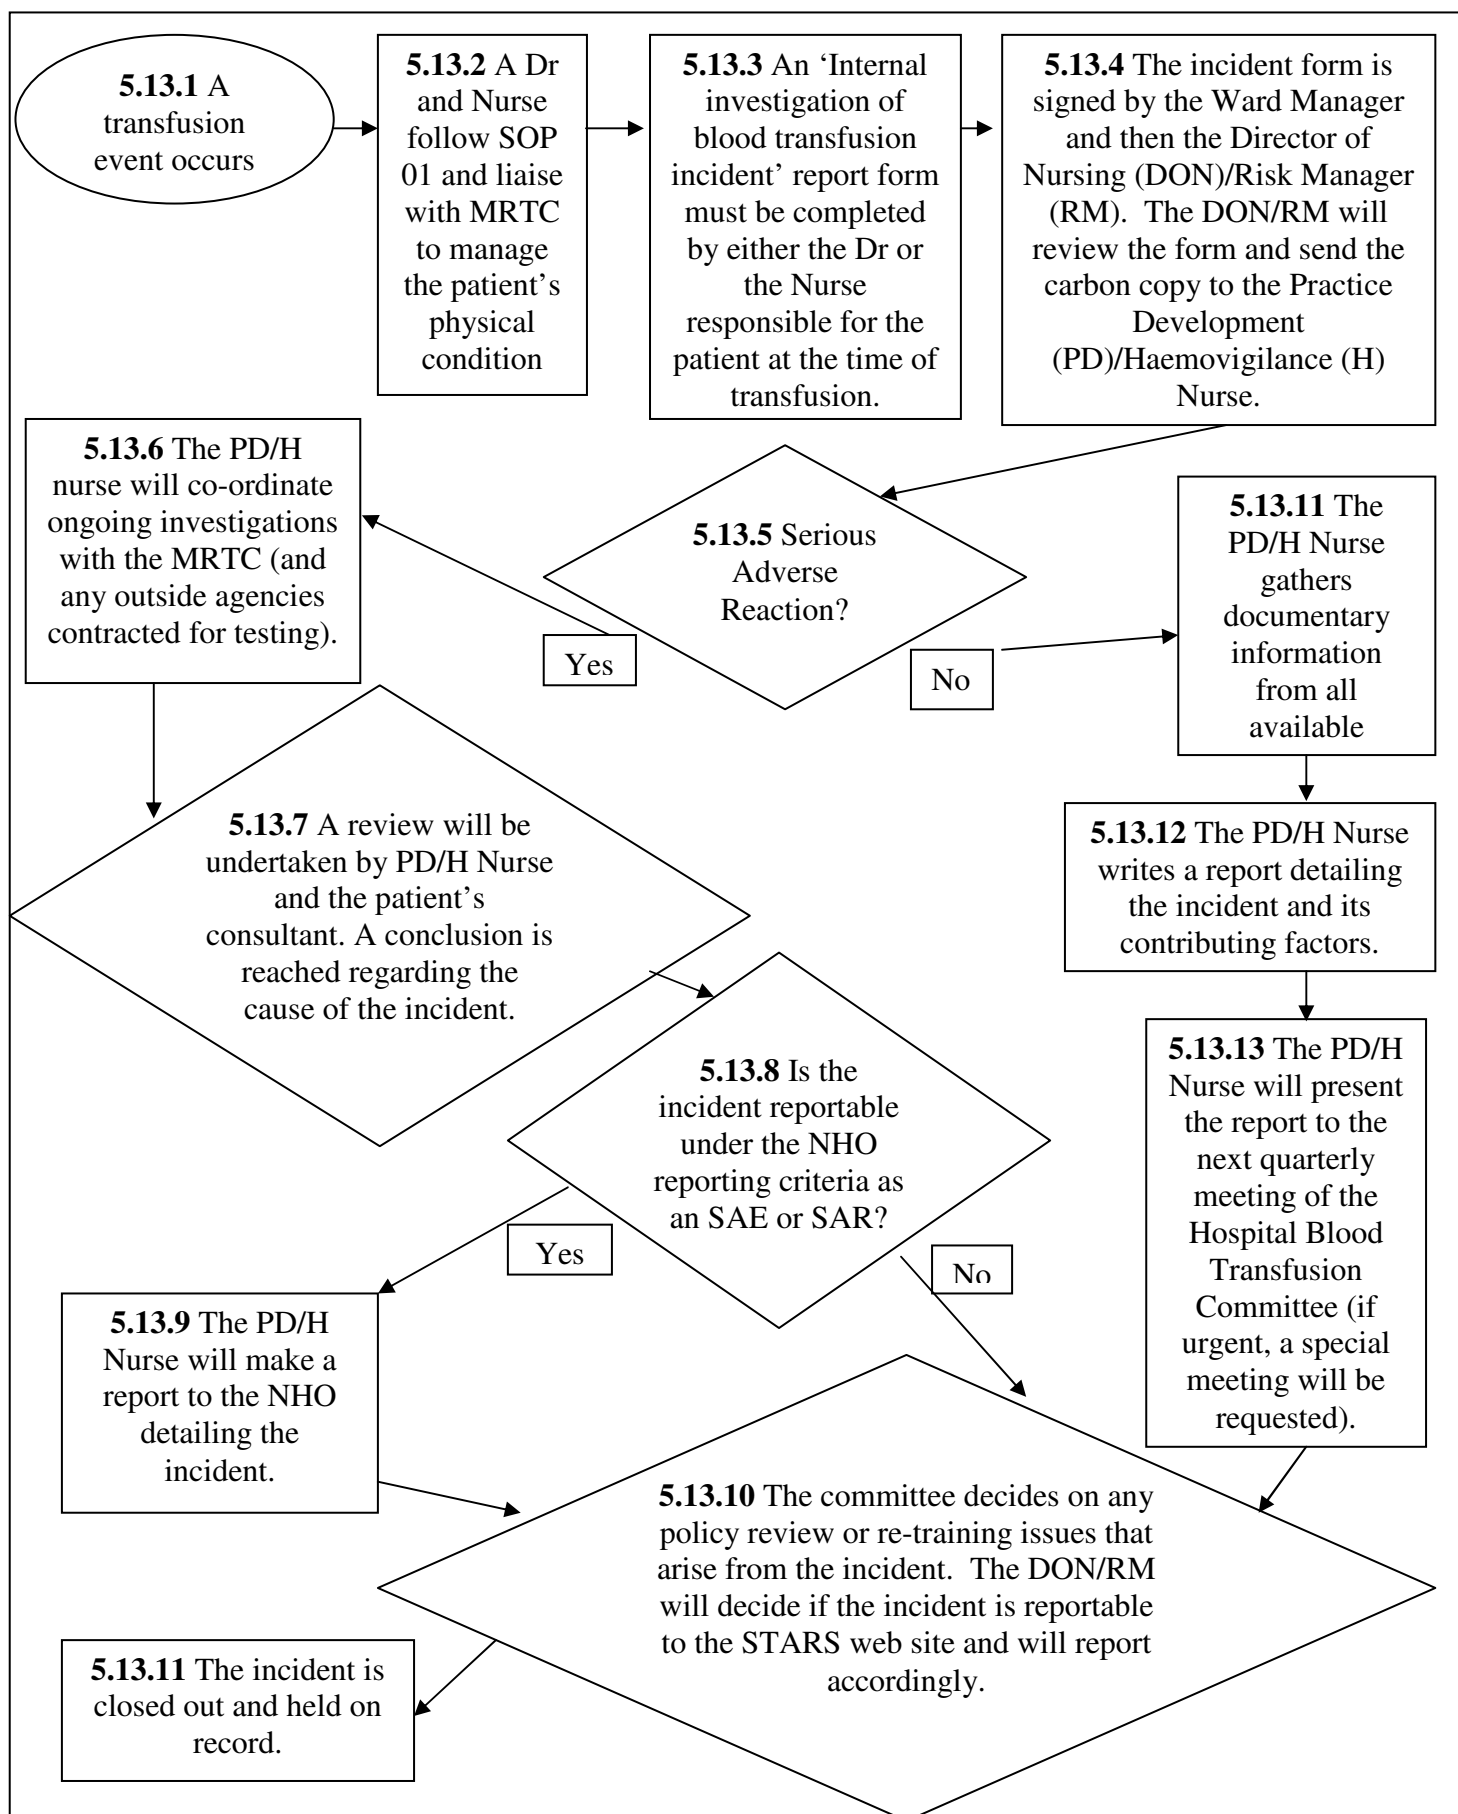 5.13.1 A
transfusion
event occurs
5.13.2 A Dr
and Nurse
follow SOP
01 and liaise
with MRTC
to manage
the patient's
physical
condition
5.13.3 An ‘Internal
investigation of
blood transfusion
incident’ report form
must be completed
by either the Dr or
the Nurse
responsible for the
patient at the time of
transfusion.
5.13.4 The incident form is
signed by the Ward Manager
and then the Director of
Nursing (DON)/Risk Manager
(RM).  The DON/RM will
review the form and send the
carbon copy to the Practice
Development
(PD)/Haemovigilance (H)
Nurse.
5.13.5 Serious
Adverse
Reaction?
Yes
No
5.13.6 The PD/H
nurse will co-ordinate
ongoing investigations
with the MRTC (and
any outside agencies
contracted for testing).
5.13.7 A review will be
undertaken by PD/H Nurse
and the patient’s
consultant. A conclusion is
reached regarding the
cause of the incident.
5.13.8 Is the
incident reportable
under the NHO
reporting criteria as
an SAE or SAR?
Yes
No
5.13.9 The PD/H
Nurse will make a
report to the NHO
detailing the
incident.
5.13.11 The
PD/H Nurse
gathers
documentary
information
from all
available
5.13.12 The PD/H Nurse
writes a report detailing
the incident and its
contributing factors.
5.13.13 The PD/H
Nurse will present
the report to the
next quarterly
meeting of the
Hospital Blood
Transfusion
Committee (if
urgent, a special
meeting will be
requested).
5.13.10 The committee decides on any
policy review or re-training issues that
arise from the incident.  The DON/RM
will decide if the incident is reportable
to the STARS web site and will report
accordingly.
5.13.11 The incident is
closed out and held on
record.